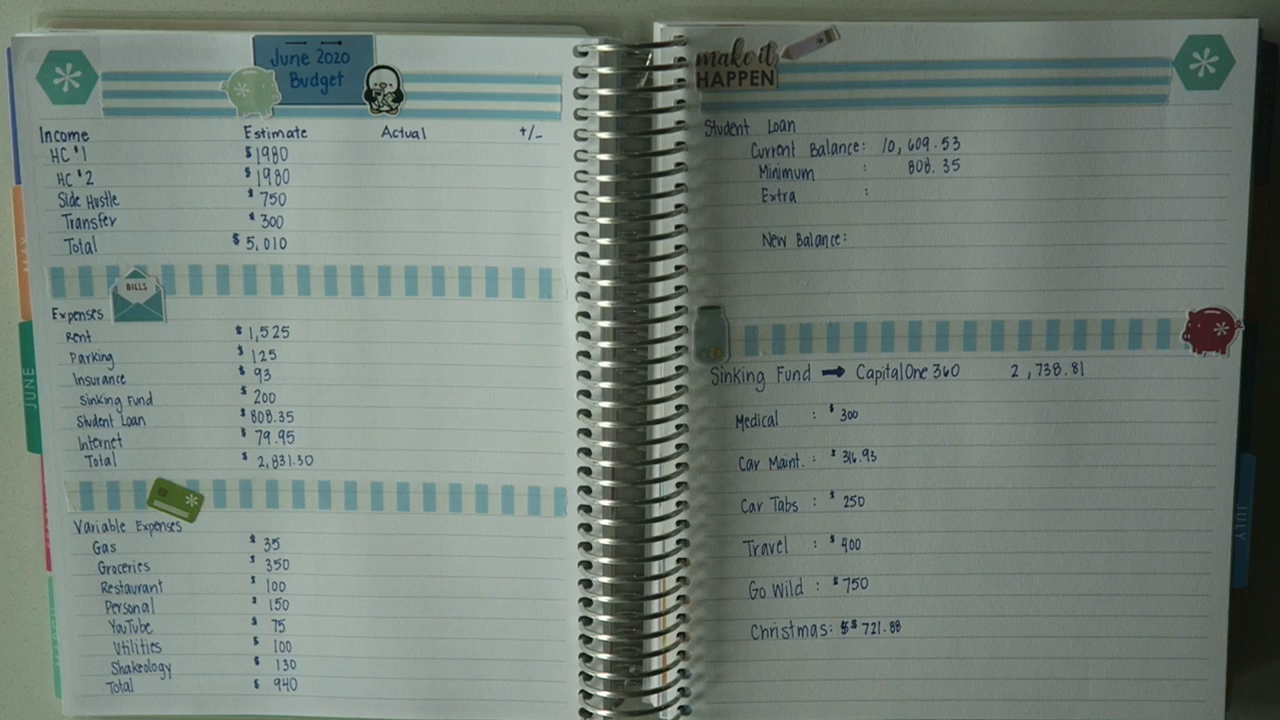 June 2020
Budget
Income Estimate Actual +/-
HC #1 $1980
HC #2 $1980
Side Hustle $ 750
Transfer $ 300
Total $ 5,010
BILLS
Expenses
Rent $ 1,525
Parking $ 125
Insurance $ 93
Sinking Fund $ 200
Student Loan $ 808.35
Internet $ 79.95
Total $ 2,831.30
Variable Expenses
Gas $ 35
Groceries $ 350
Restaurant $ 100
Personal $ 150
YouTube $ 75
Utilities $ 100
Shakeology $ 130
Total $ 940
make it
HAPPEN
Student Loan
Current Balance: 10,609.53
Minimum : 808.35
Extra :
New Balance:
Sinking Fund → CapitalOne 360 2,738.81
Medical : $ 300
Car Maint. : $ 316.93
Car Tabs : $ 250
Travel : $ 400
Go Wild : $ 750
Christmas: $$ 721.88
MAY
JUNE
JULY